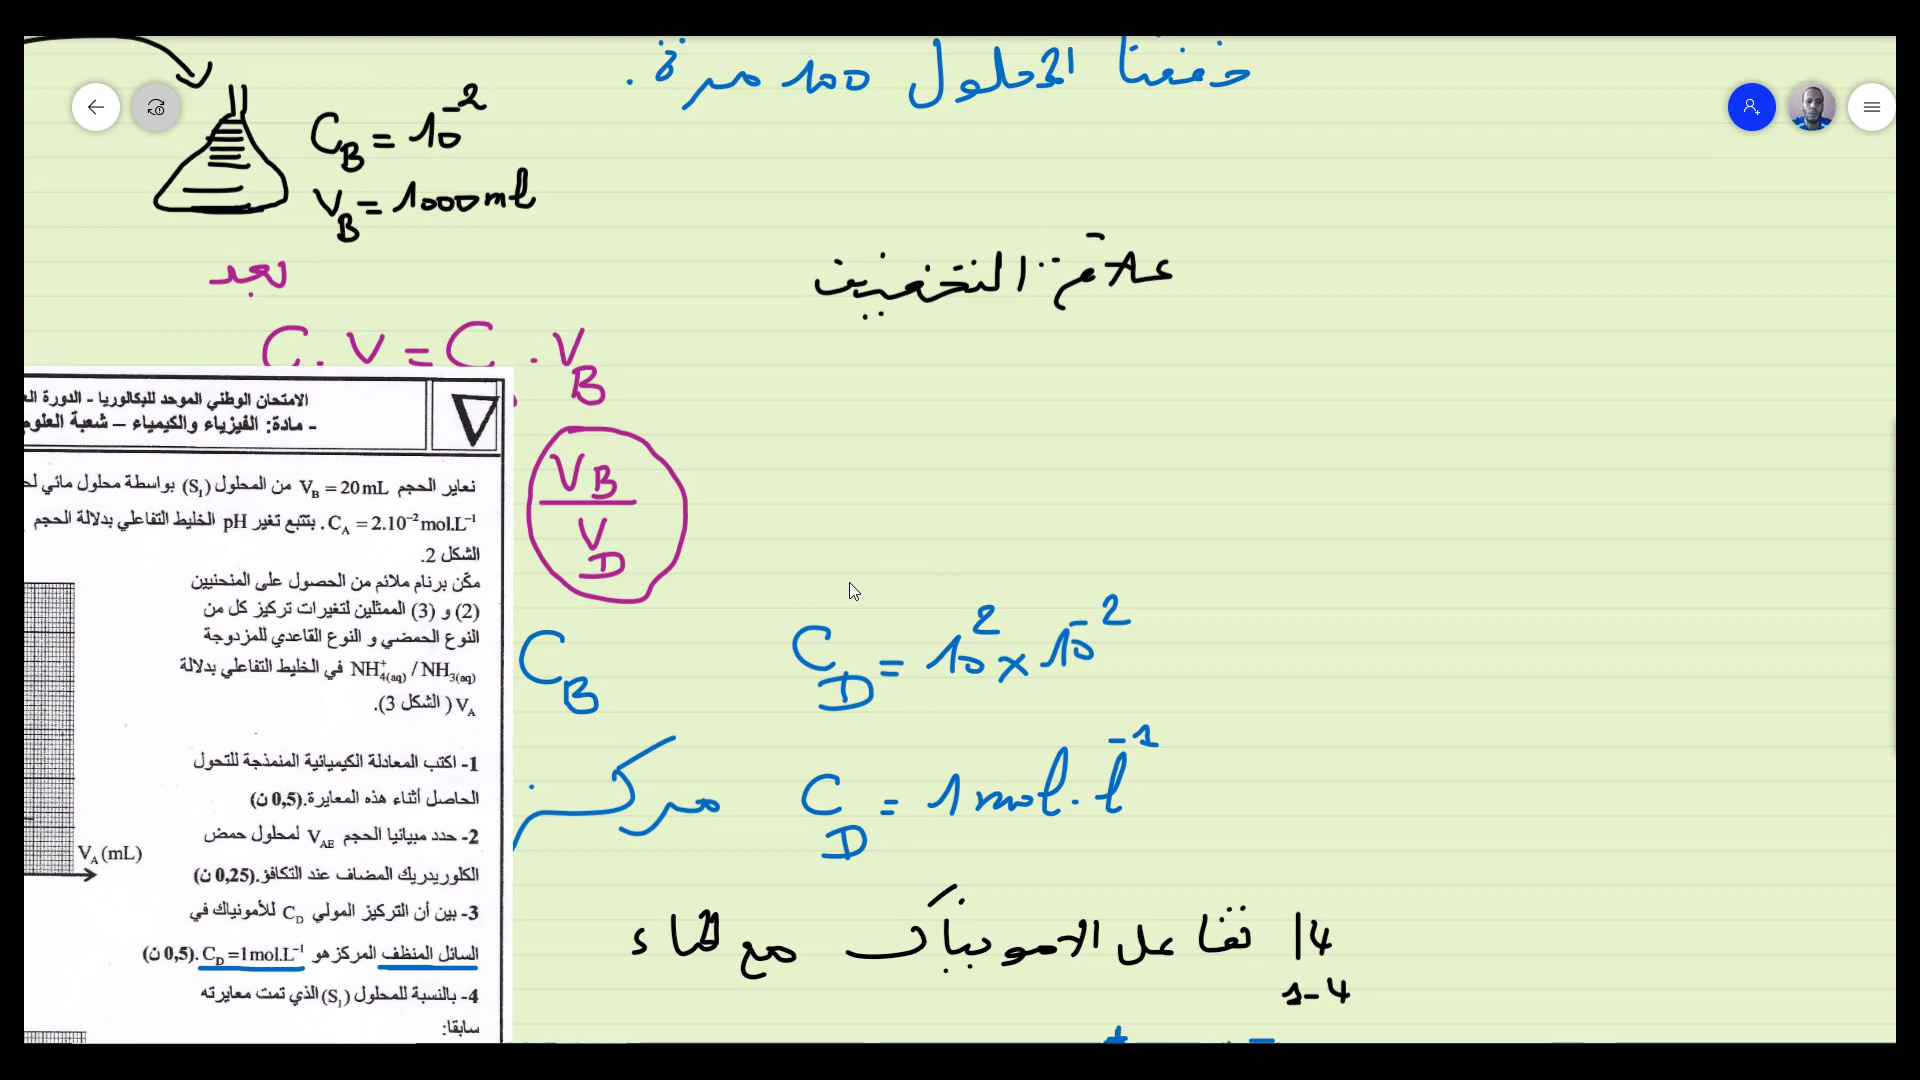 خففنا المحلول 100 مرة.
C_B = 10^-2
V_B = 1000 ml
بعد
علاقة التخفيف
C . V = C . V_B
V_B / V_D
C_B
C_D = 10^2 × 10^-2
مركز
C_D = 1 mol . l^-1
4| تفاعل الأمونياك مع الماء
4-1
الامتحان الوطني الموحد للبكالوريا - الدورة
- مادة: الفيزياء والكيمياء – شعبة العلوم
نعاير الحجم V_B = 20 mL من المحلول (S_1) بواسطة محلول مائي
C_A = 2.10^-2 mol.L^-1. بتتبع تغير pH الخليط التفاعلي بدلالة الحجم
الشكل 2.
مكّن برنام ملائم من الحصول على المنحنيين
(2) و (3) الممثلين لتغيرات تركيز كل من
النوع الحمضي و النوع القاعدي للمزدوجة
NH4+(aq) / NH3(aq) في الخليط التفاعلي بدلالة
V_A ( الشكل 3).
1- اكتب المعادلة الكيميائية المنمذجة للتحول
الحاصل أثناء هذه المعايرة.(0,5 ن)
2- حدد مبيانيا الحجم V_AE لمحلول حمض
الكلوريدريك المضاف عند التكافؤ.(0,25 ن)
3- بين أن التركيز المولي C_D للأمونياك في
السائل المنظف المركز هو C_D = 1mol.L^-1.(0,5 ن)
4- بالنسبة للمحلول (S_1) الذي تمت معايرته
سابقا:
V_A (mL)